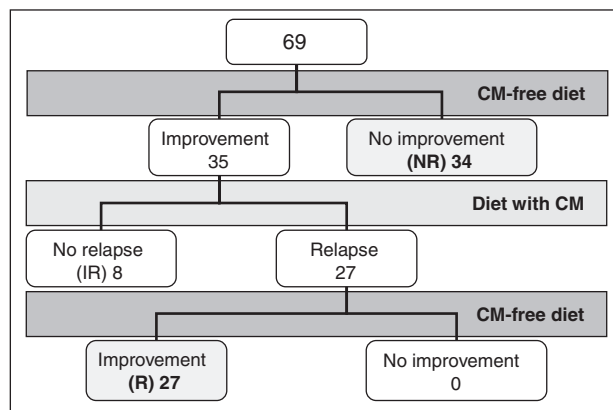 69
CM-free diet
Improvement
35
No improvement
(NR) 34
Diet with CM
No relapse
(IR) 8
Relapse
27
CM-free diet
Improvement
(R) 27
No improvement
0